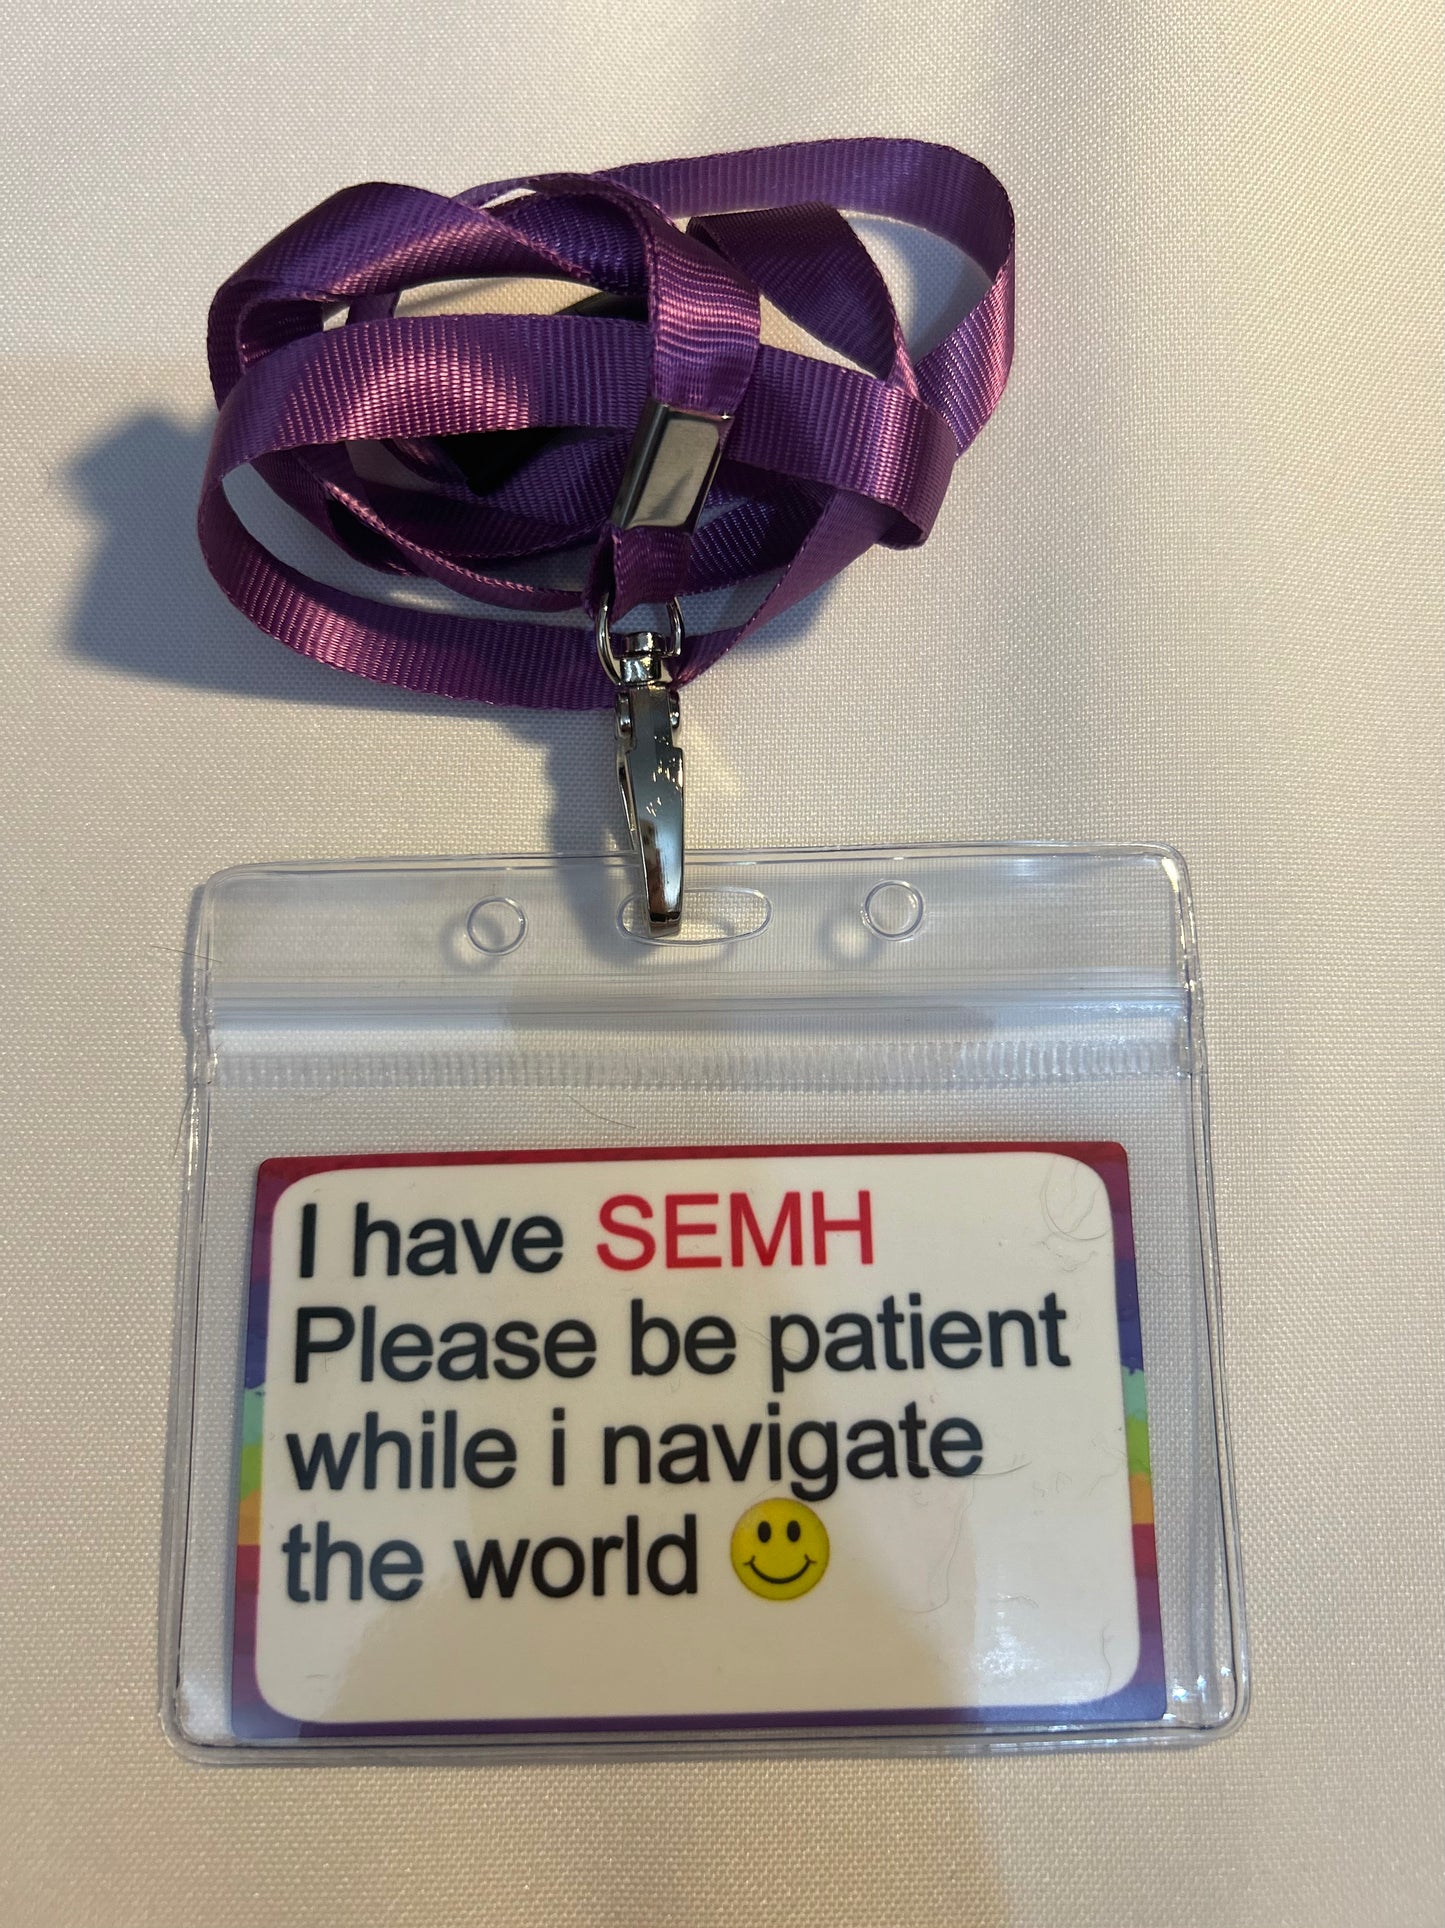 I have SEMH
Please be patient
while i navigate
the world